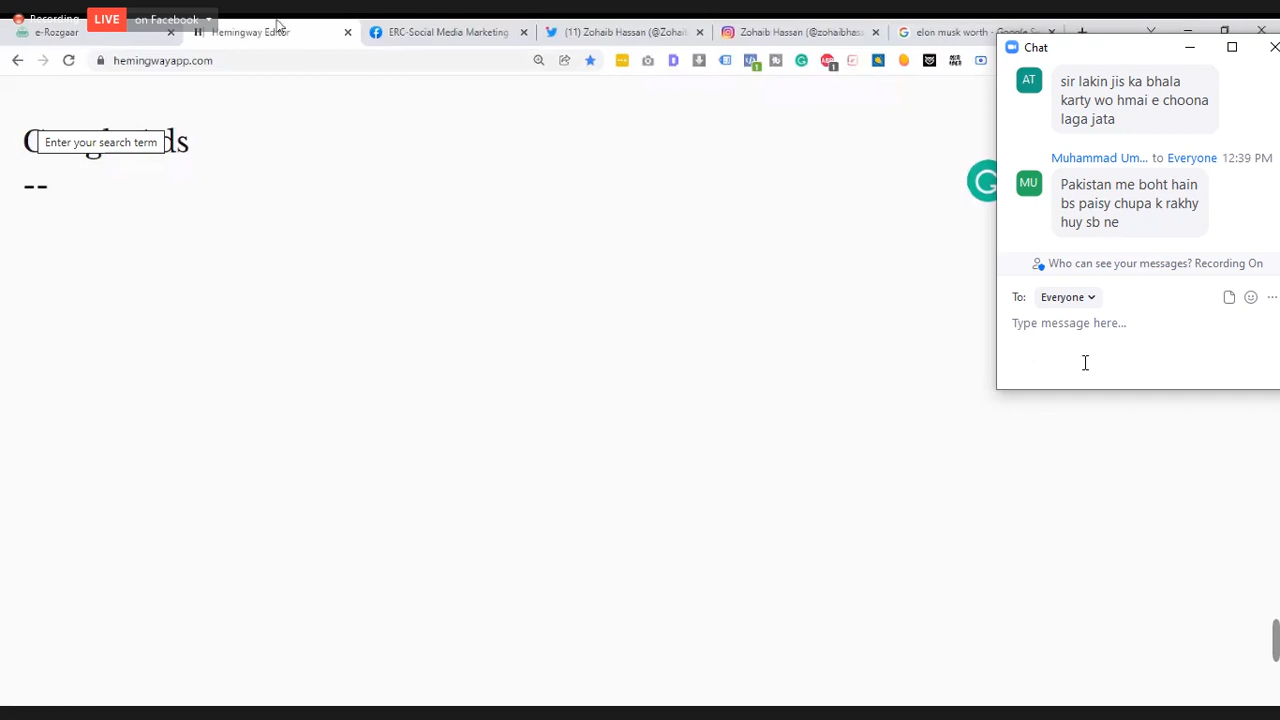 Recording
LIVE
on Facebook
e-Rozgaar
Hemingway Editor
ERC-Social Media Marketing
(11) Zohaib Hassan (@Zohaib
Zohaib Hassan (@zohaibhass
elon musk worth - Google Se
hemingwayapp.com
Enter your search term
--
Chat
AT
sir lakin jis ka bhala
karty wo hmai e choona
laga jata
Muhammad Um... to Everyone 12:39 PM
MU
Pakistan me boht hain
bs paisy chupa k rakhy
huy sb ne
Who can see your messages? Recording On
To: Everyone
Type message here...